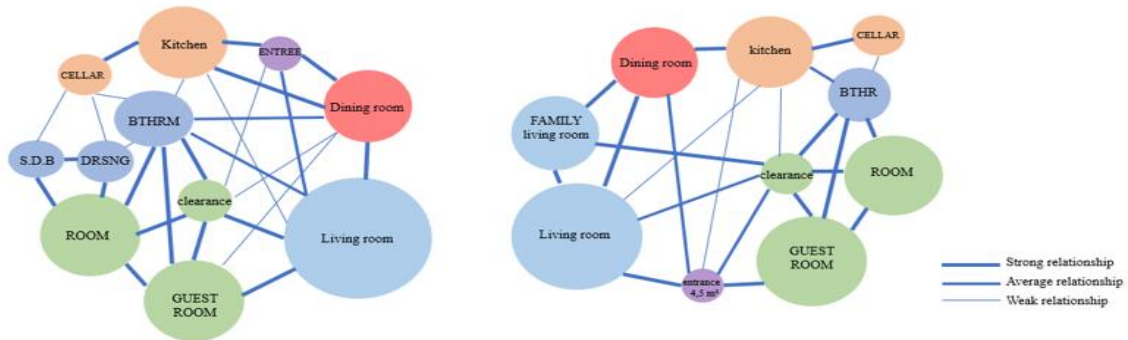 Kitchen
ENTREE
CELLAR
Dining room
BTHRM
S.D.B
DRSNG
clearance
ROOM
Living room
GUEST
ROOM
kitchen
CELLAR
Dining room
BTHR
FAMILY
living room
clearance
ROOM
Living room
GUEST
ROOM
entrance
4,5 m²
Strong relationship
Average relationship
Weak relationship